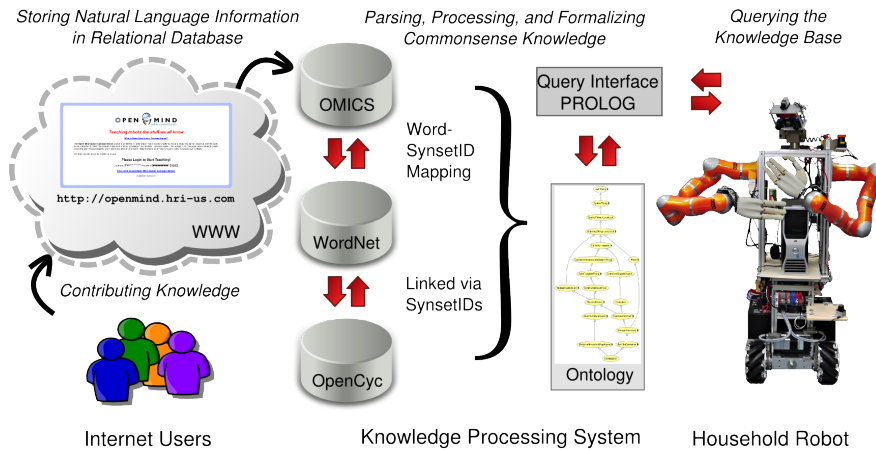 Storing Natural Language Information
in Relational Database
Parsing, Processing, and Formalizing
Commonsense Knowledge
Querying the
Knowledge Base
OPEN MIND
Teaching robots the stuff we all know
Please Login to Start Teaching!
http://openmind.hri-us.com
WWW
Contributing Knowledge
Internet Users
OMICS
WordNet
OpenCyc
Word-
SynsetID
Mapping
Linked via
SynsetIDs
Query Interface
PROLOG
Ontology
Knowledge Processing System
Household Robot